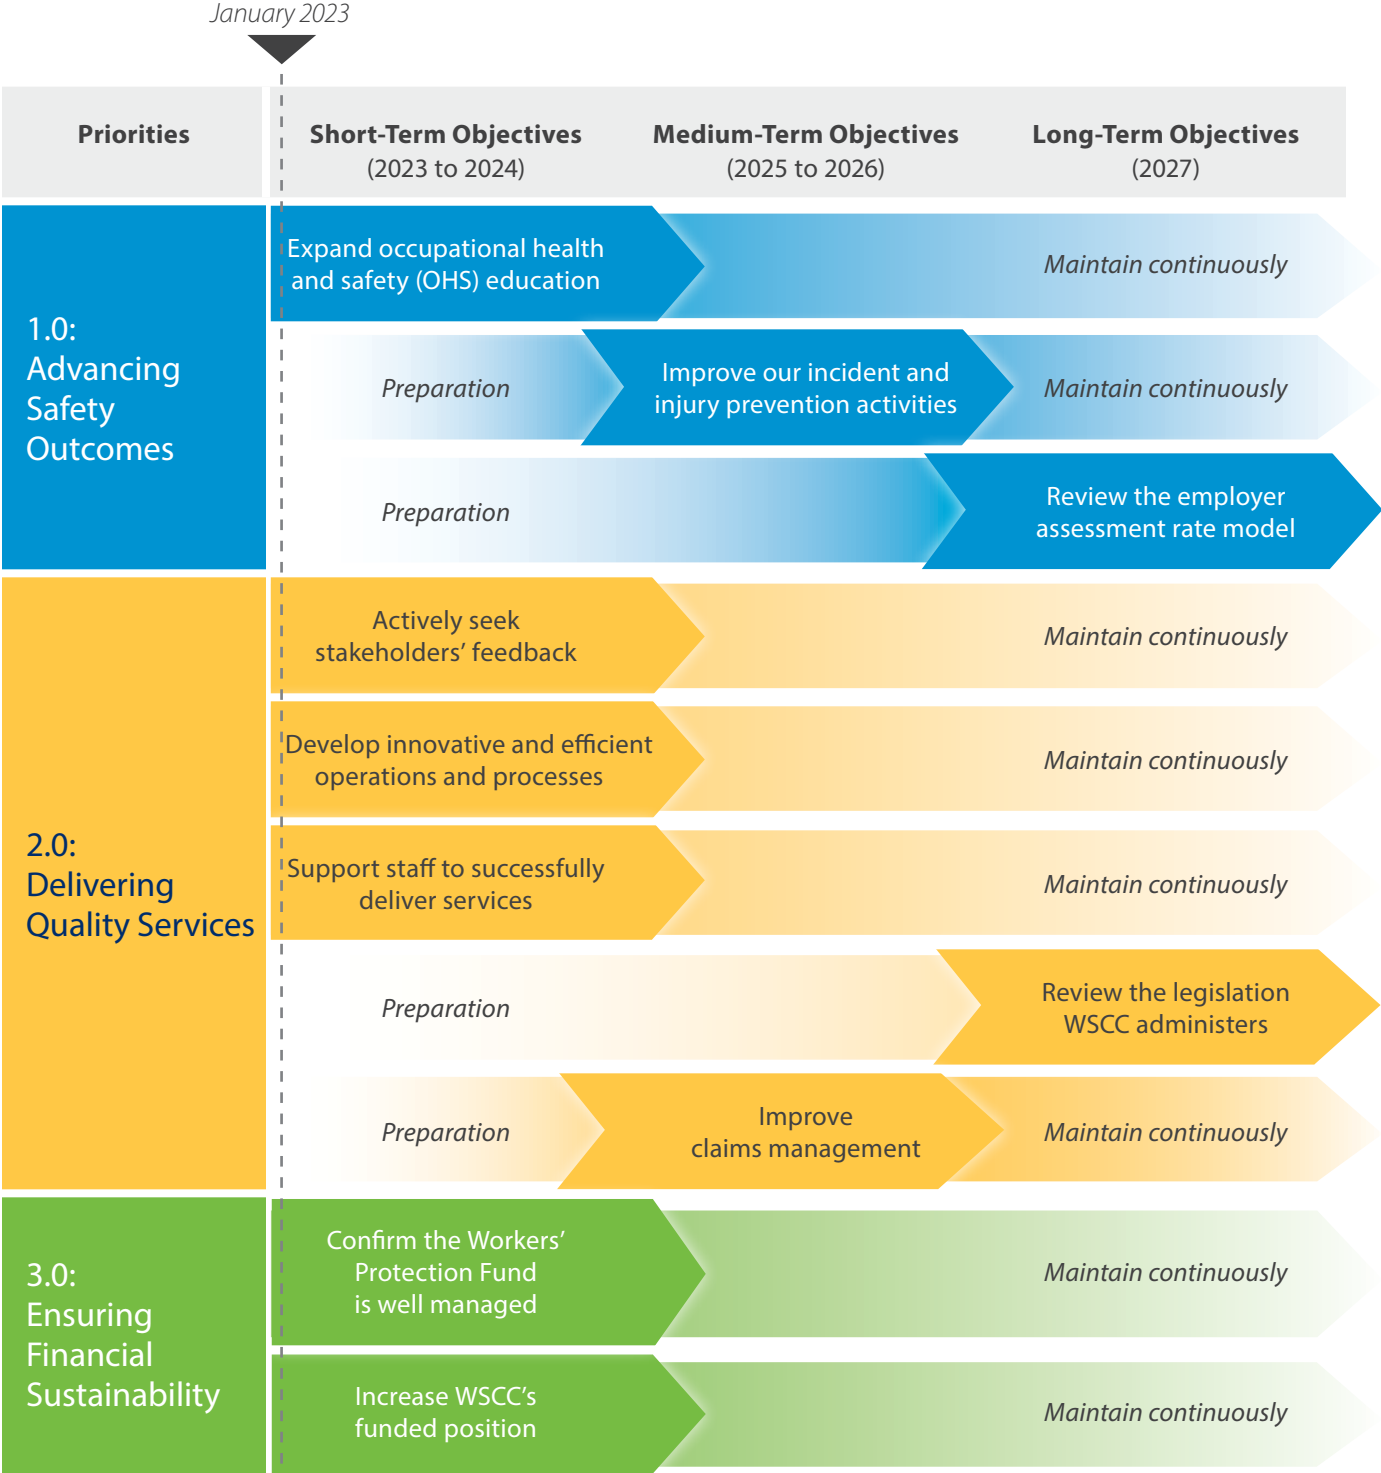 January 2023
Priorities
Short-Term Objectives
(2023 to 2024)
Medium-Term Objectives
(2025 to 2026)
Long-Term Objectives
(2027)
1.0:
Advancing
Safety
Outcomes
Expand occupational health
and safety (OHS) education
Maintain continuously
Preparation
Improve our incident and
injury prevention activities
Maintain continuously
Preparation
Review the employer
assessment rate model
2.0:
Delivering
Quality Services
Actively seek
stakeholders’ feedback
Maintain continuously
Develop innovative and efficient
operations and processes
Maintain continuously
Support staff to successfully
deliver services
Maintain continuously
Preparation
Review the legislation
WSCC administers
Preparation
Improve
claims management
Maintain continuously
3.0:
Ensuring
Financial
Sustainability
Confirm the Workers’
Protection Fund
is well managed
Maintain continuously
Increase WSCC’s
funded position
Maintain continuously